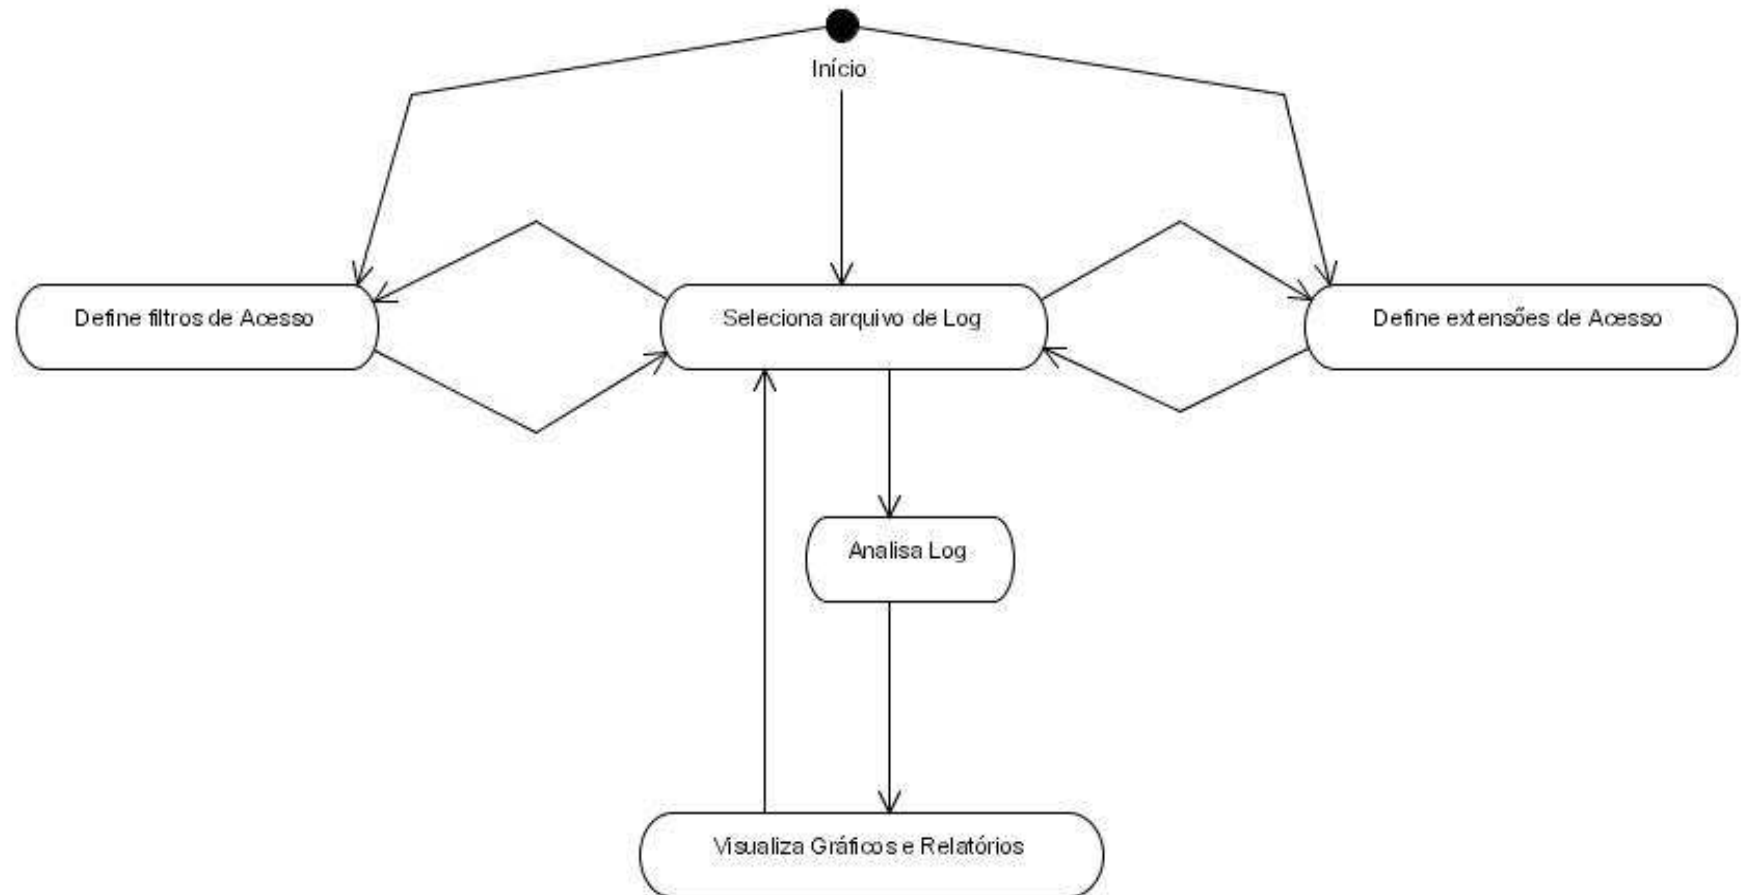 Início
Define filtros de Acesso
Seleciona arquivo de Log
Define extensões de Acesso
Analisa Log
Visualiza Gráficos e Relatórios